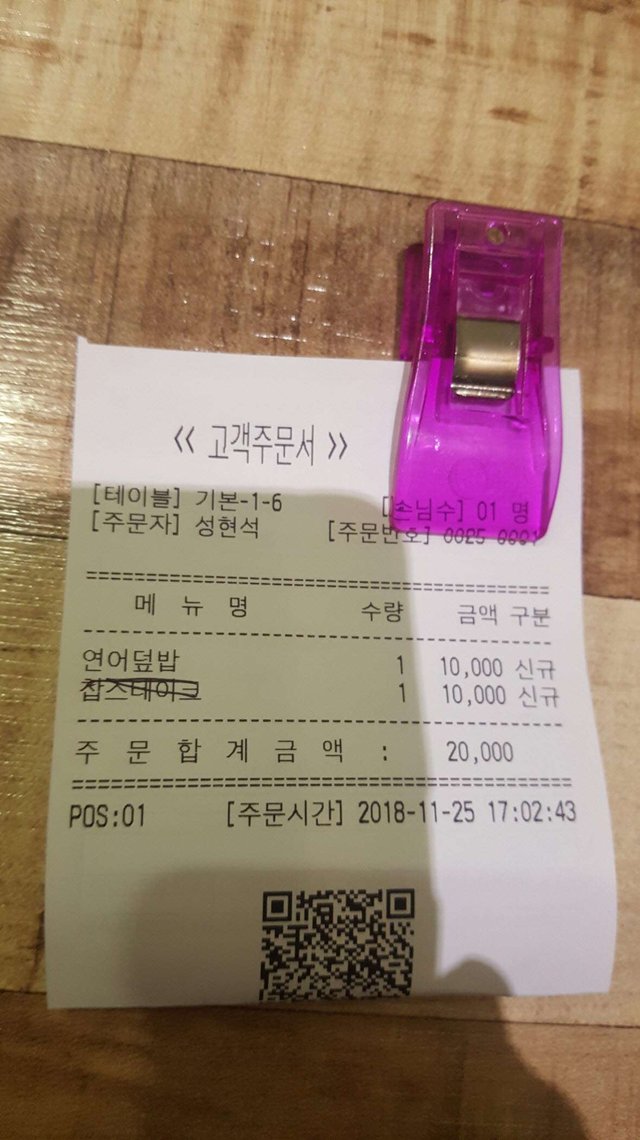 << 고객주문서 >>
[테이블] 기본-1-6 [손님수] 01 명
[주문자] 성현석 [주문번호] 0025 0001
메 뉴 명 수량 금액 구분
연어덮밥 1 10,000 신규
찹스테이크 1 10,000 신규
주 문 합 계 금 액 : 20,000
POS:01 [주문시간] 2018-11-25 17:02:43